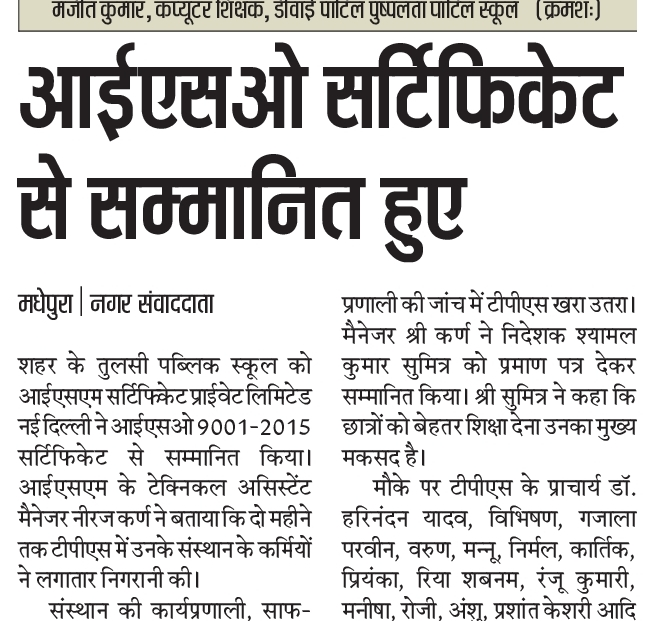 मंजीत कुमार, कंप्यूटर शिक्षक, डीवाई पाटिल पुष्पलता पाटिल स्कूल (क्रमशः)
आईएसओ सर्टिफिकेट
से सम्मानित हुए
मधेपुरा | नगर संवाददाता
शहर के तुलसी पब्लिक स्कूल को
आईएसएम सर्टिफ्किेट प्राईवेट लिमिटेड
नई दिल्ली ने आईएसओ 9001-2015
सर्टिफिकेट से सम्मानित किया।
आईएसएम के टेक्निकल असिस्टेंट
मैनेजर नीरज कर्ण ने बताया कि दो महीने
तक टीपीएस में उनके संस्थान के कर्मियों
ने लगातार निगरानी की।
संस्थान की कार्यप्रणाली, साफ-
प्रणाली की जांच में टीपीएस खरा उतरा।
मैनेजर श्री कर्ण ने निदेशक श्यामल
कुमार सुमित्र को प्रमाण पत्र देकर
सम्मानित किया। श्री सुमित्र ने कहा कि
छात्रों को बेहतर शिक्षा देना उनका मुख्य
मकसद है।
मौके पर टीपीएस के प्राचार्य डॉ.
हरिनंदन यादव, विभिषण, गजाला
परवीन, वरुण, मन्नू, निर्मल, कार्तिक,
प्रियंका, रिया शबनम, रंजू कुमारी,
मनीषा, रोजी, अंशु, प्रशांत केशरी आदि